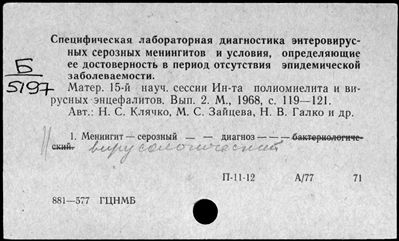 Специфическая лабораторная диагностика энтеровирус-
ных серозных менингитов и условия, определяющие
ее достоверность в период отсутствия эпидемической
заболеваемости.
Б
5197
Матер. 15-й науч. сессии Ин-та полиомиелита и ви-
русных энцефалитов. Вып. 2. М., 1968, с. 119—121.
Авт.: Н. С. Клячко, М. С. Зайцева, Н. В. Галко и др.
1. Менингит — серозный — — диагноз — — бактериологиче-
ский.
вирусологический
П-11-12 А/77 71
881—577 ГЦНМБ